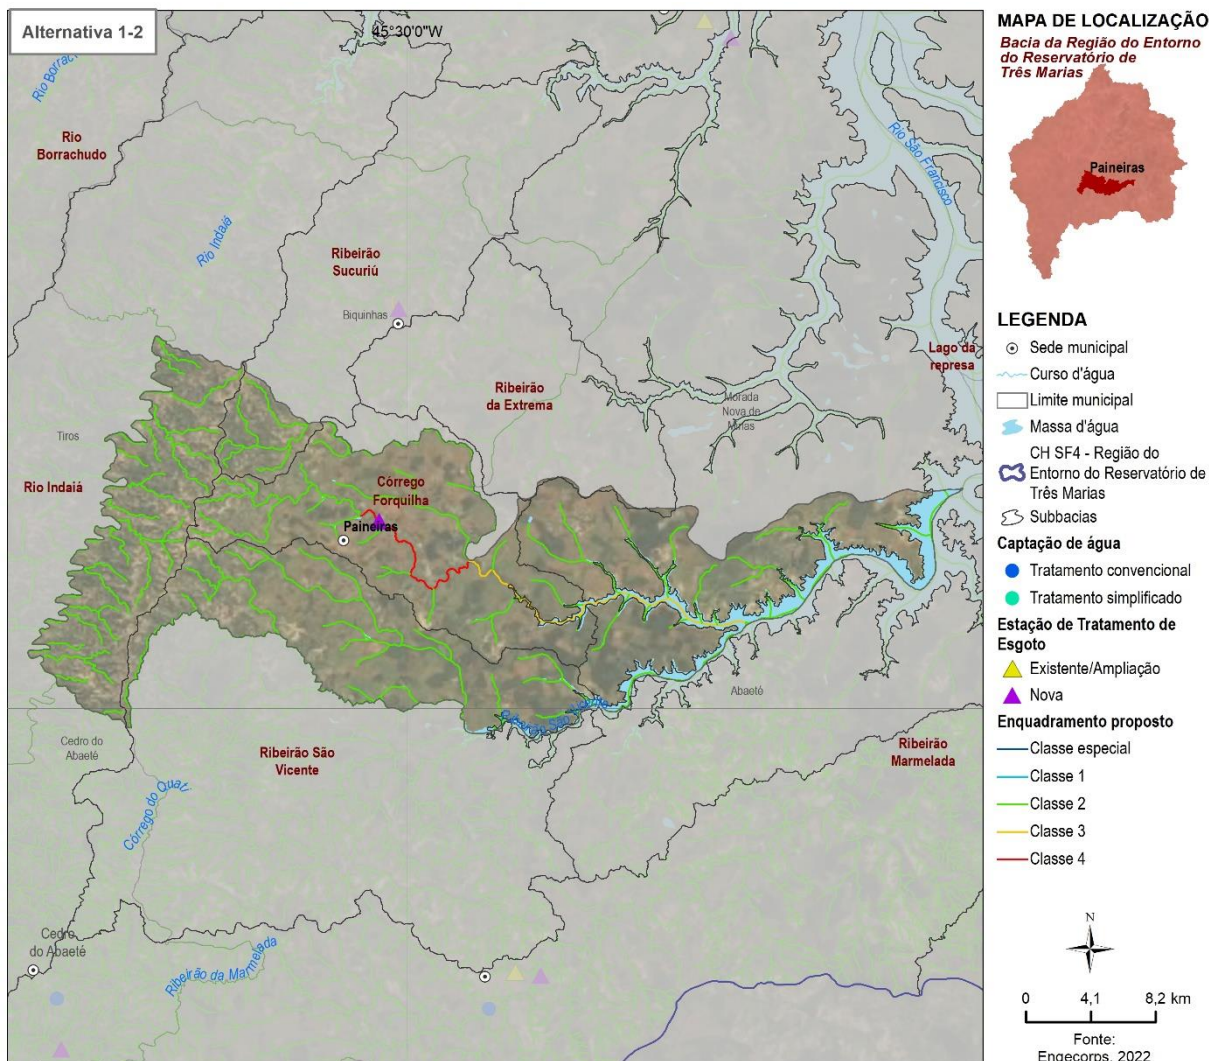 Alternativa 1-2
45°30'0"W
Rio Borrachudo
Rio
Borrachudo
Rio Indaié
Rio São Francisco
Ribeirão
Sucuriú
Biquinhas
Ribeirão
da Extrema
Lago da
represa
Morada
Nova de
Minas
Tiros
Rio Indaiá
Córrego
Forquilha
Paineiras
Abaeté
Cedro do
Abaeté
Ribeirão São
Vicente
Ribeirão
Marmelada
Córrego do Quati
Cedro
do Abaeté
Ribeirão da Marmelada
MAPA DE LOCALIZAÇÃO
Bacia da Região do Entorno
do Reservatório de
Três Marias
Paineiras
LEGENDA
Sede municipal
Curso d'água
Limite municipal
Massa d'água
CH SF4 - Região do
Entorno do Reservatório de
Três Marias
Subbacias
Captação de água
Tratamento convencional
Tratamento simplificado
Estação de Tratamento de
Esgoto
Existente/Ampliação
Nova
Enquadramento proposto
Classe especial
Classe 1
Classe 2
Classe 3
Classe 4
N
0 4,1 8,2 km
Fonte:
Engecorps, 2022